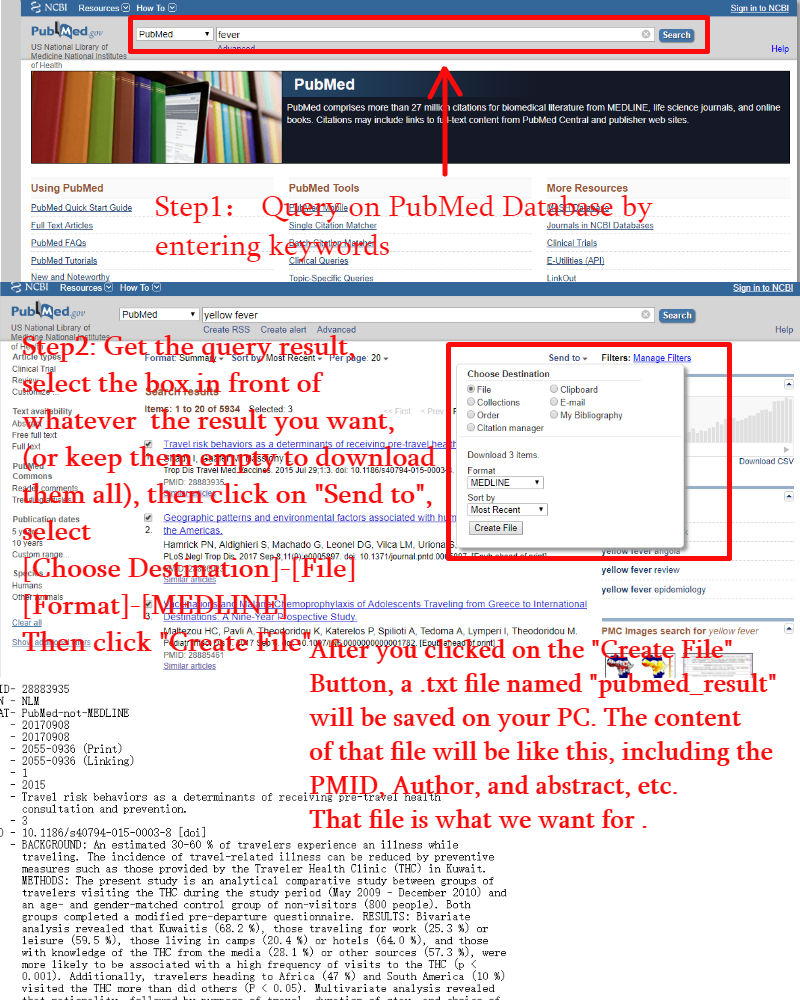 NCBI Resources How To Sign in to NCBI
PubMed.gov PubMed fever Search
US National Library of
Medicine National Institutes
of Health
Advanced
Help
PubMed
PubMed comprises more than 27 million citations for biomedical literature from MEDLINE, life science journals, and online
books. Citations may include links to full-text content from PubMed Central and publisher web sites.
Using PubMed PubMed Tools More Resources
PubMed Quick Start Guide PubMed Mobile MeSH Database
Full Text Articles Single Citation Matcher Journals in NCBI Databases
PubMed FAQs Batch Citation Matcher Clinical Trials
PubMed Tutorials Clinical Queries E-Utilities (API)
New and Noteworthy Topic-Specific Queries LinkOut
Step1: Query on PubMed Database by
entering keywords
NCBI Resources How To Sign in to NCBI
PubMed.gov PubMed yellow fever Search
US National Library of
Medicine National Institutes
of Health
Create RSS Create alert Advanced Help
Article types
Clinical Trial
Review
Customize ...
Text availability
Abstract
Free full text
Full text
PubMed
Commons
Reader comments
Trending articles
Publication dates
5 years
10 years
Custom range...
Species
Humans
Other Animals
Clear all
Show additional filters
Format: Summary Sort by: Most Recent Per page: 20
Send to Filters: Manage Filters
Search results
Items: 1 to 20 of 5934 Selected: 3 << First < Prev
Travel risk behaviors as a determinants of receiving pre-travel health
Trop Dis Travel Med Vaccines. 2015 Jul 29;1:3. doi: 10.1186/s40794-015-0003
PMID: 28883935
Similar articles
Geographic patterns and environmental factors associated with hum
2. the Americas.
Hamrick PN, Aldighieri S, Machado G, Leonel DG, Vilca LM, Uriona S,
PLoS Negl Trop Dis. 2017 Sep 8;11(9):e0005897. doi: 10.1371/journal.pntd.000 [Epub ahead of print]
Similar articles
Vaccinations and Malaria Chemoprophylaxis of Adolescents Traveling from Greece to International
3. Destinations: A Nine-Year Retrospective Study.
Maltezou HC, Pavli A, Theodoridou K, Katerelos P, Spilioti A, Tedoma A, Lymperi I, Theodoridou M.
PMID: 28885461
Similar articles
Choose Destination
File Clipboard
Collections E-mail
Order My Bibliography
Citation manager
Download 3 items.
Format
MEDLINE
Sort by
Most Recent
Create File
Download CSV
yellow fever angola
yellow fever review
yellow fever epidemiology
PMC Images search for yellow fever
Step2: Get the query result,
select the box in front of
whatever the result you want,
(or keep them empty to download
them all), then Click on "Send to",
select
[Choose Destination]-[File]
[Format]-[MEDLINE]
Then click "Create File"
After you clicked on the "Create File"
Button, a .txt file named "pubmed_result"
will be saved on your PC. The content
of that file will be like this, including the
PMID, Author, and abstract, etc.
That file is what we want for .
ID- 28883935
N - NLM
AT- PubMed-not-MEDLINE
- 20170908
- 20170908
- 2055-0936 (Print)
- 2055-0936 (Linking)
- 1
- 2015
- Travel risk behaviors as a determinants of receiving pre-travel health
consultation and prevention.
- 3
D - 10.1186/s40794-015-0003-8 [doi]
- BACKGROUND: An estimated 30-60 % of travelers experience an illness while
traveling. The incidence of travel-related illness can be reduced by preventive
measures such as those provided by the Traveler Health Clinic (THC) in Kuwait.
METHODS: The present study is an analytical comparative study between groups of
travelers visiting the THC during the study period (May 2009 - December 2010) and
an age- and gender-matched control group of non-visitors (800 people). Both
groups completed a modified pre-departure questionnaire. RESULTS: Bivariate
analysis revealed that Kuwaitis (68.2 %), those traveling for work (25.3 %) or
leisure (59.5 %), those living in camps (20.4 %) or hotels (64.0 %), and those
with knowledge of the THC from the media (28.1 %) or other sources (57.3 %), were
more likely to be associated with a high frequency of visits to the THC (p <
0.001). Additionally, travelers heading to Africa (47 %) and South America (10 %)
visited the THC more than did others (P < 0.05). Multivariate analysis revealed
that nationality, followed by purpose of travel, duration of stay, and choice of